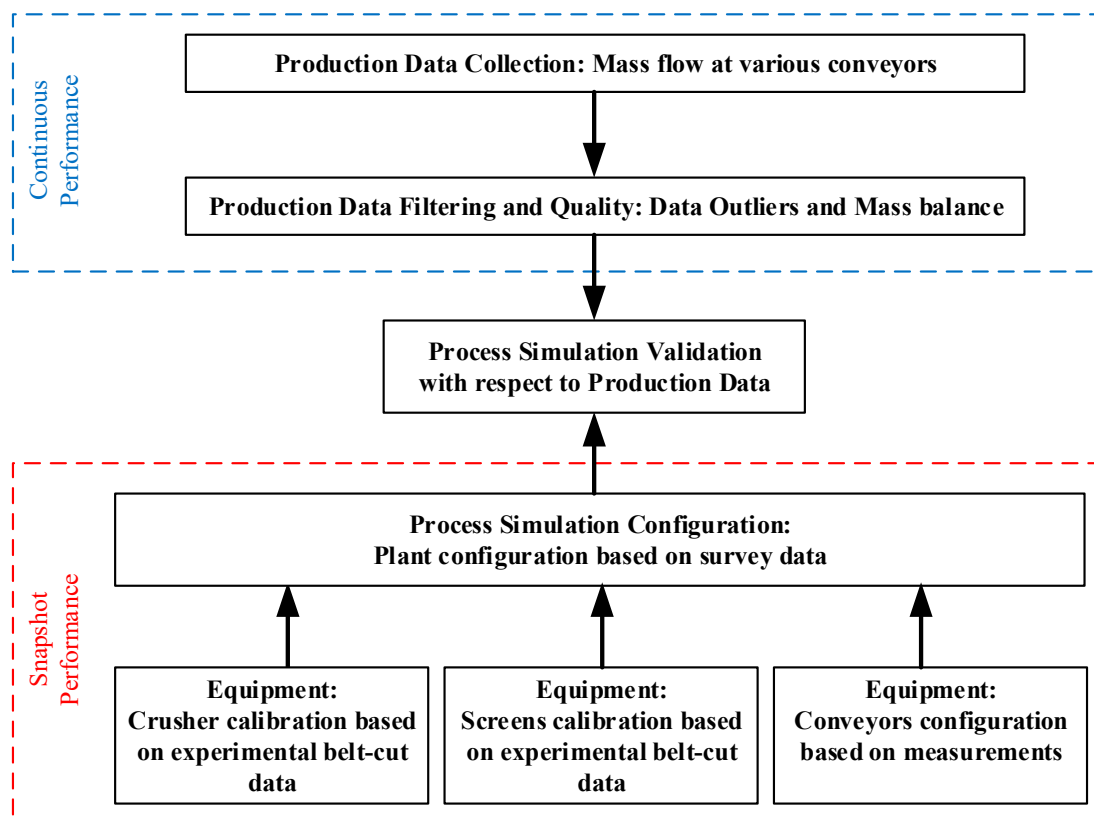 Continuous
Performance
Production Data Collection: Mass flow at various conveyors
Production Data Filtering and Quality: Data Outliers and Mass balance
Process Simulation Validation
with respect to Production Data
Snapshot
Performance
Process Simulation Configuration:
Plant configuration based on survey data
Equipment:
Crusher calibration based
on experimental belt-cut
data
Equipment:
Screens calibration based
on experimental belt-cut
data
Equipment:
Conveyors configuration
based on measurements